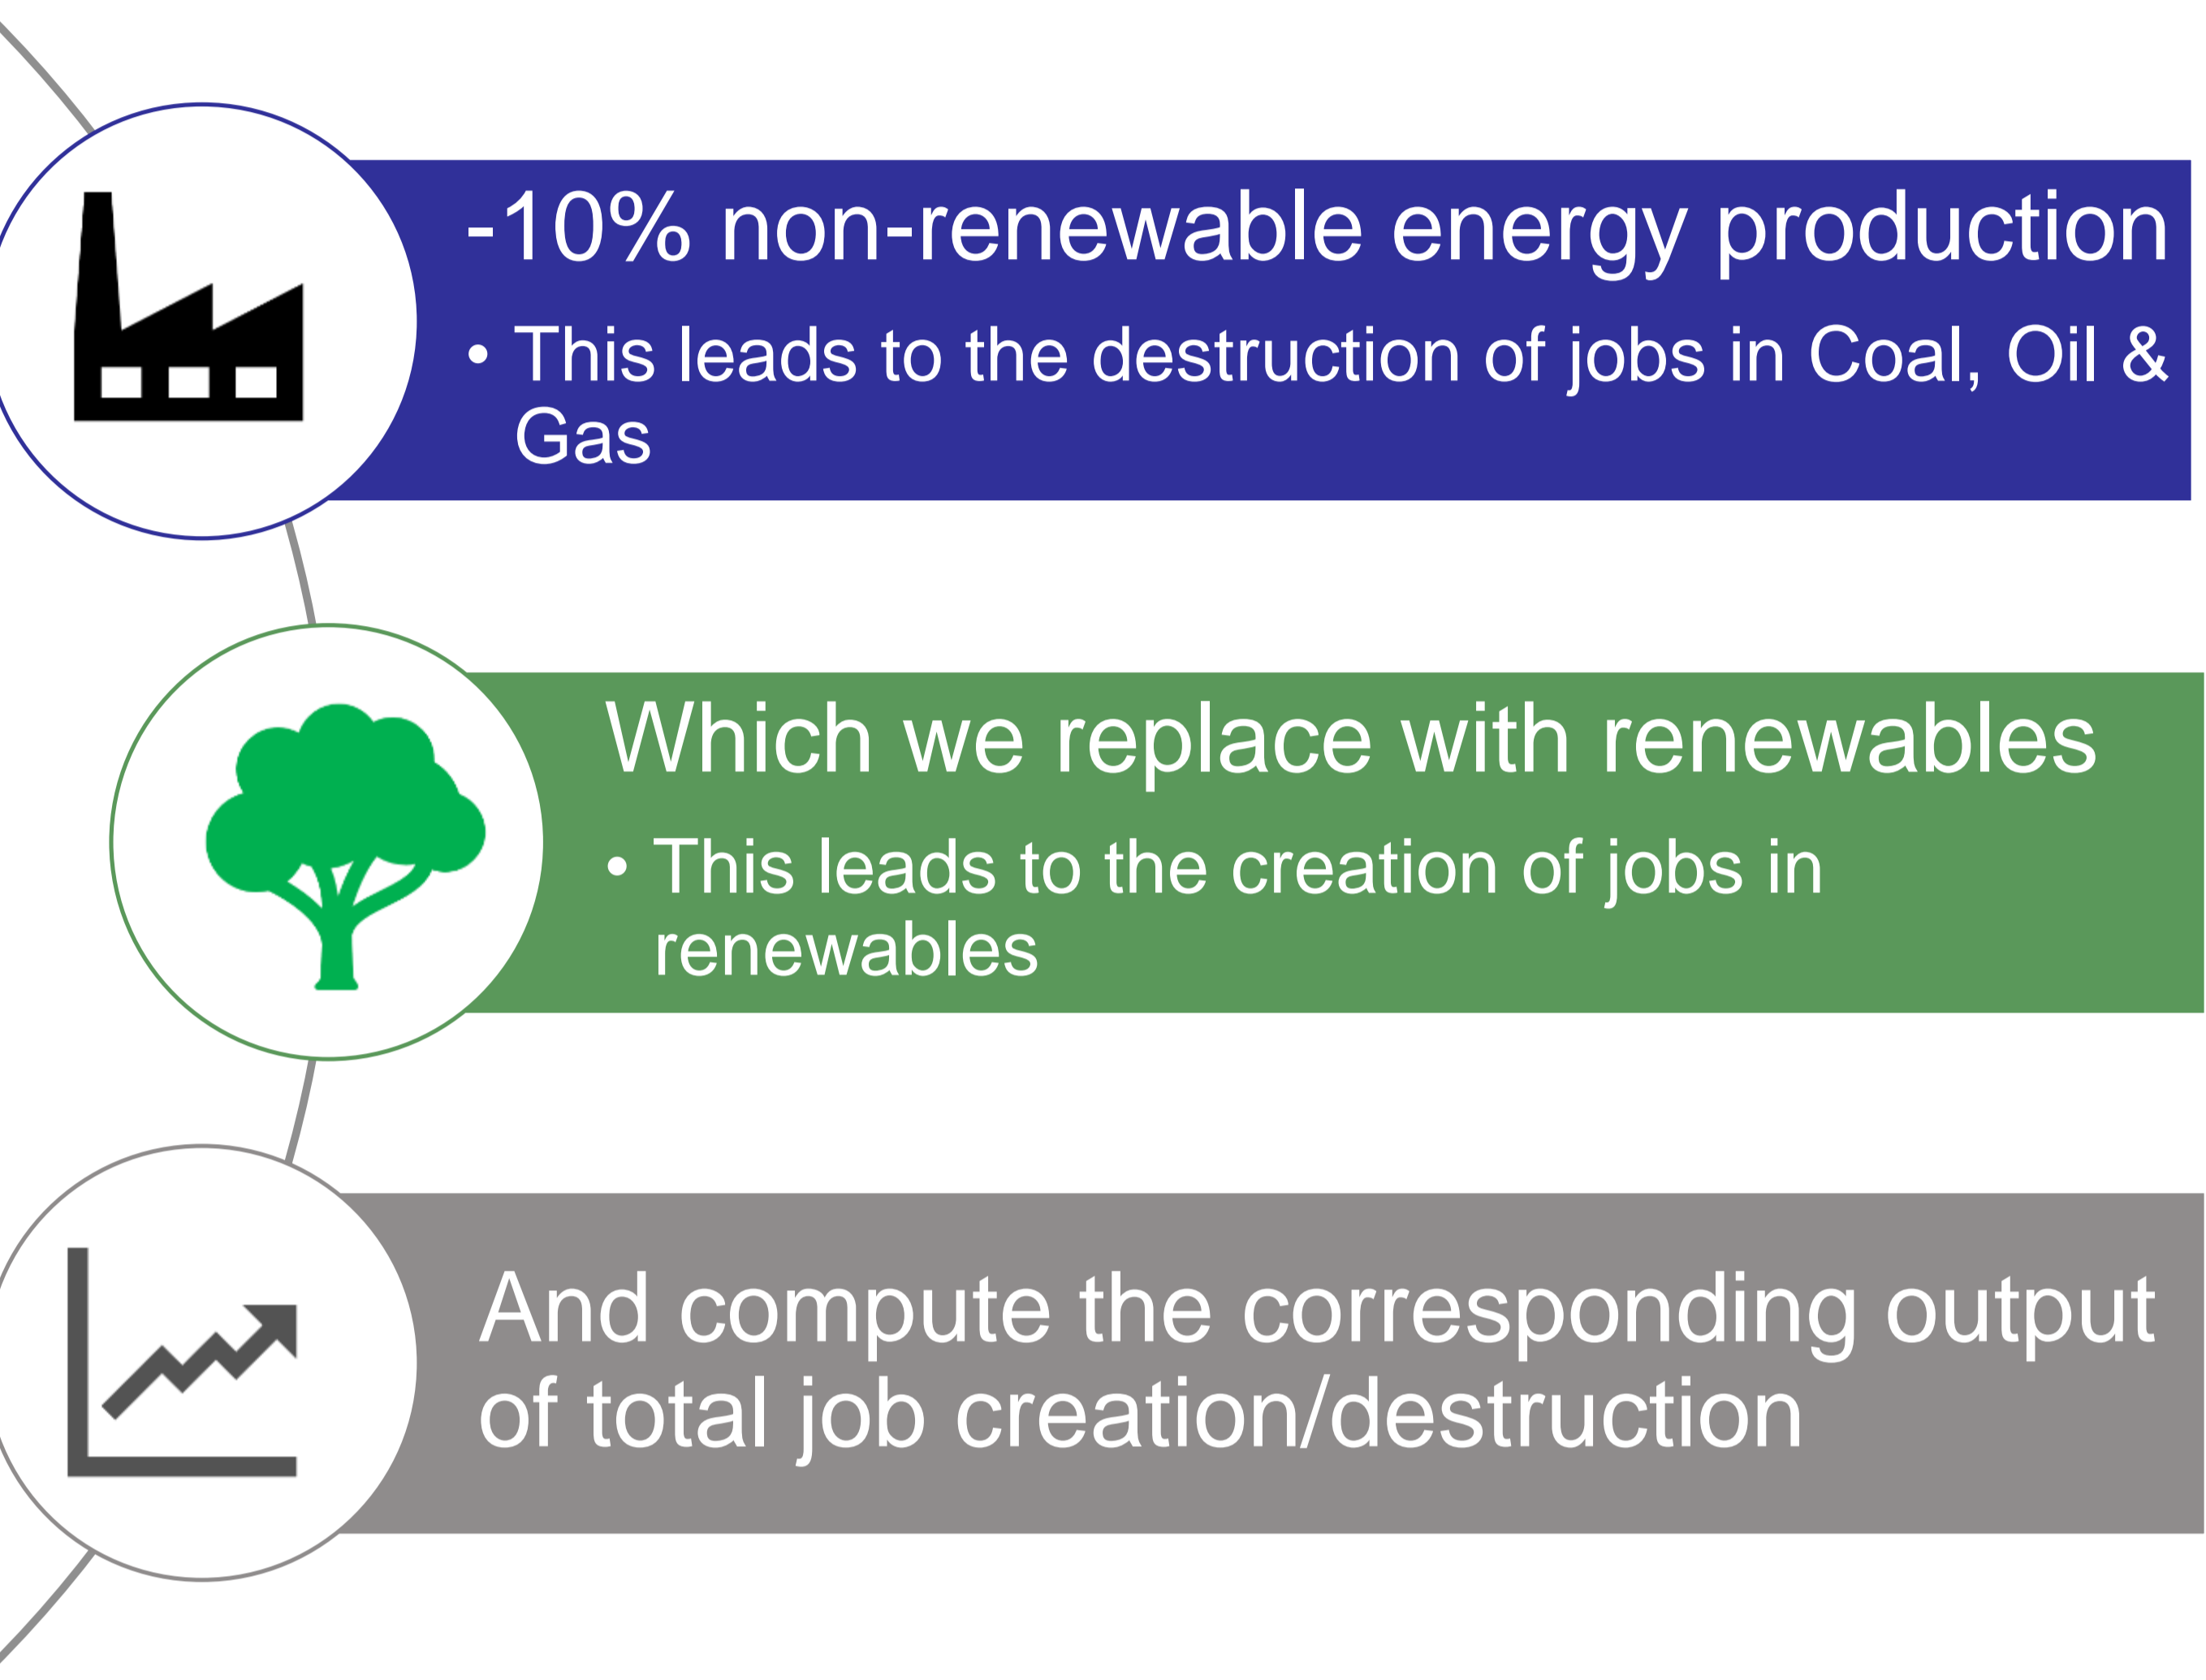 -10% non-renewable energy production
• This leads to the destruction of jobs in Coal, Oil &
Gas
Which we replace with renewables
• This leads to the creation of jobs in
renewables
And compute the corresponding output
of total job creation/destruction